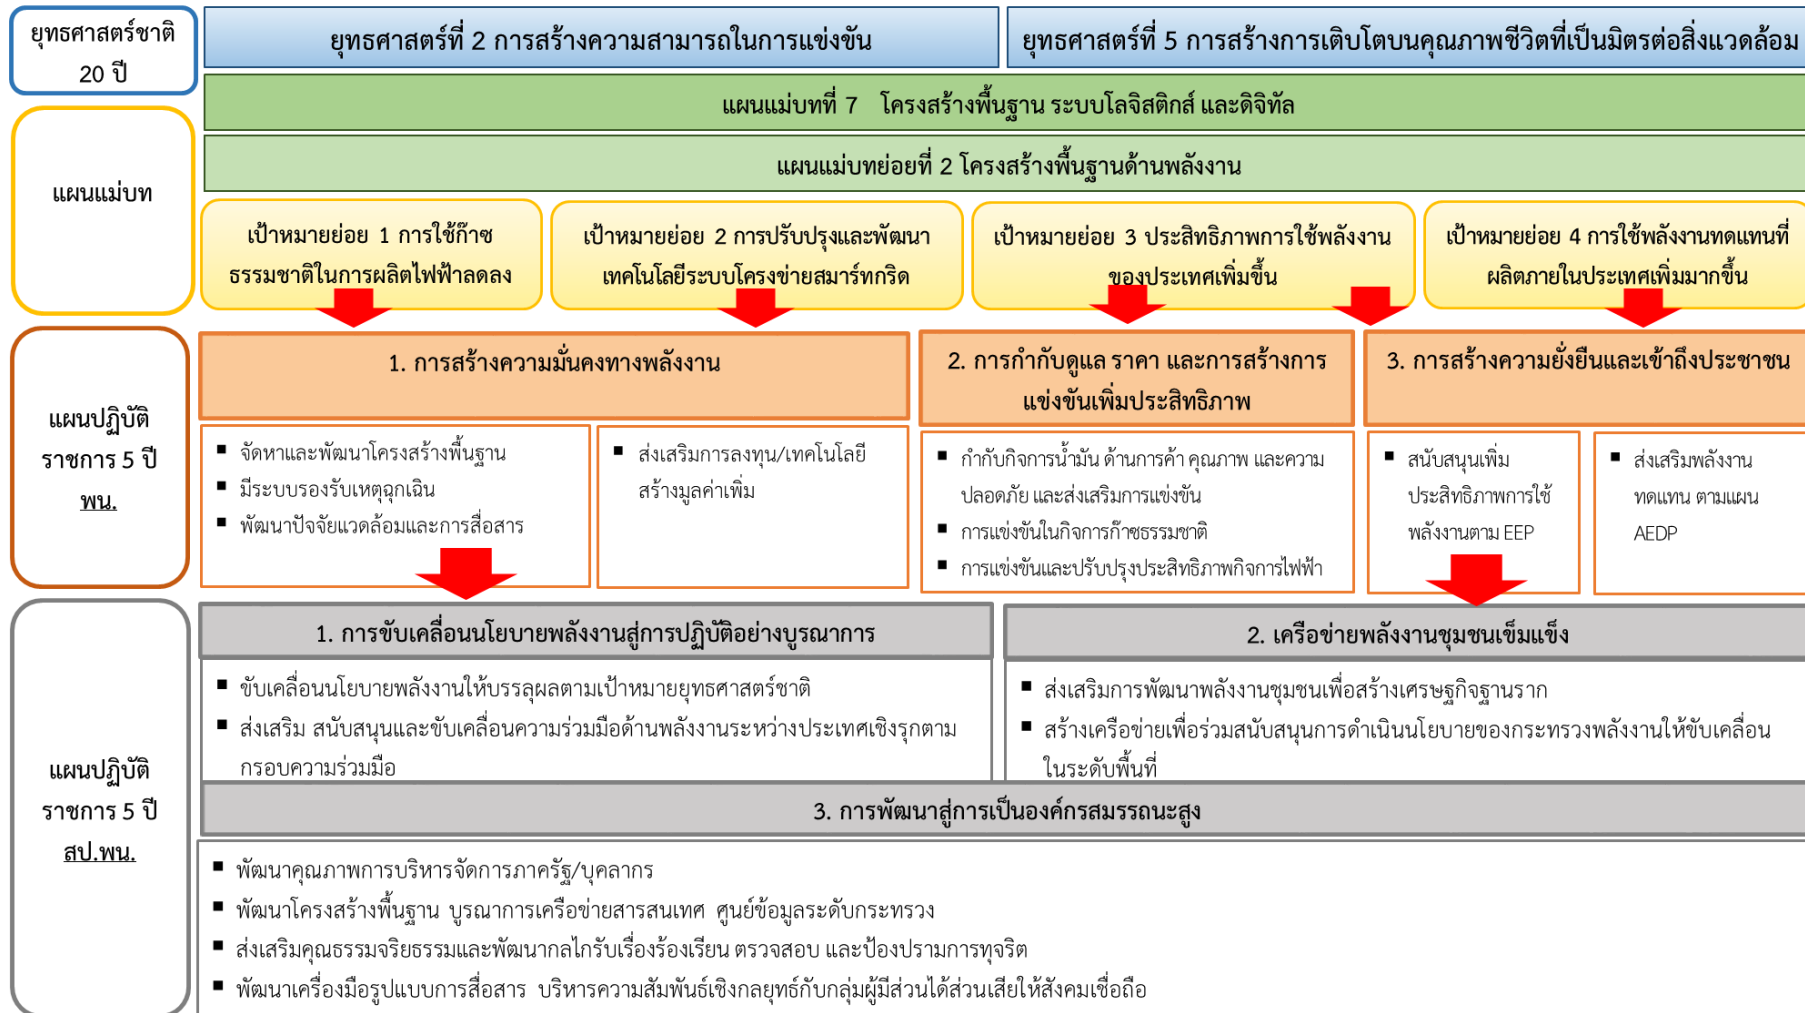 ยุทธศาสตร์ชาติ
20 ปี
ยุทธศาสตร์ที่ 2 การสร้างความสามารถในการแข่งขัน
ยุทธศาสตร์ที่ 5 การสร้างการเติบโตบนคุณภาพชีวิตที่เป็นมิตรต่อสิ่งแวดล้อม
แผนแม่บท
แผนแม่บทที่ 7 โครงสร้างพื้นฐาน ระบบโลจิสติกส์ และดิจิทัล
แผนแม่บทย่อยที่ 2 โครงสร้างพื้นฐานด้านพลังงาน
เป้าหมายย่อย 1 การใช้ก๊าซ
ธรรมชาติในการผลิตไฟฟ้าลดลง
เป้าหมายย่อย 2 การปรับปรุงและพัฒนา
เทคโนโลยีระบบโครงข่ายสมาร์ทกริด
เป้าหมายย่อย 3 ประสิทธิภาพการใช้พลังงาน
ของประเทศเพิ่มขึ้น
เป้าหมายย่อย 4 การใช้พลังงานทดแทนที่
ผลิตภายในประเทศเพิ่มมากขึ้น
แผนปฏิบัติ
ราชการ 5 ปี
พน.
1. การสร้างความมั่นคงทางพลังงาน
▪ จัดหาและพัฒนาโครงสร้างพื้นฐาน
▪ มีระบบรองรับเหตุฉุกเฉิน
▪ พัฒนาปัจจัยแวดล้อมและการสื่อสาร
▪ ส่งเสริมการลงทุน/เทคโนโลยี
สร้างมูลค่าเพิ่ม
2. การกำกับดูแล ราคา และการสร้างการ
แข่งขันเพิ่มประสิทธิภาพ
▪ กำกับกิจการน้ำมัน ด้านการค้า คุณภาพ และความ
ปลอดภัย และส่งเสริมการแข่งขัน
▪ การแข่งขันในกิจการก๊าซธรรมชาติ
▪ การแข่งขันและปรับปรุงประสิทธิภาพกิจการไฟฟ้า
3. การสร้างความยั่งยืนและเข้าถึงประชาชน
▪ สนับสนุนเพิ่ม
ประสิทธิภาพการใช้
พลังงานตาม EEP
▪ ส่งเสริมพลังงาน
ทดแทน ตามแผน
AEDP
แผนปฏิบัติ
ราชการ 5 ปี
สป.พน.
1. การขับเคลื่อนนโยบายพลังงานสู่การปฏิบัติอย่างบูรณาการ
▪ ขับเคลื่อนนโยบายพลังงานให้บรรลุผลตามเป้าหมายยุทธศาสตร์ชาติ
▪ ส่งเสริม สนับสนุนและขับเคลื่อนความร่วมมือด้านพลังงานระหว่างประเทศเชิงรุกตาม
กรอบความร่วมมือ
2. เครือข่ายพลังงานชุมชนเข็มแข็ง
▪ ส่งเสริมการพัฒนาพลังงานชุมชนเพื่อสร้างเศรษฐกิจฐานราก
▪ สร้างเครือข่ายเพื่อร่วมสนับสนุนการดำเนินนโยบายของกระทรวงพลังงานให้ขับเคลื่อน
ในระดับพื้นที่
3. การพัฒนาสู่การเป็นองค์กรสมรรถนะสูง
▪ พัฒนาคุณภาพการบริหารจัดการภาครัฐ/บุคลากร
▪ พัฒนาโครงสร้างพื้นฐาน บูรณาการเครือข่ายสารสนเทศ ศูนย์ข้อมูลระดับกระทรวง
▪ ส่งเสริมคุณธรรมจริยธรรมและพัฒนากลไกรับเรื่องร้องเรียน ตรวจสอบ และป้องปรามการทุจริต
▪ พัฒนาเครื่องมือรูปแบบการสื่อสาร บริหารความสัมพันธ์เชิงกลยุทธ์กับกลุ่มผู้มีส่วนได้ส่วนเสียให้สังคมเชื่อถือ